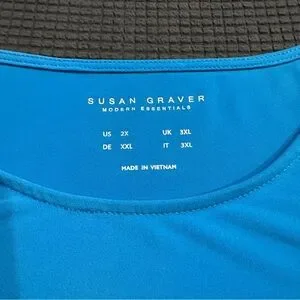 SUSAN GRAVER
MODERN ESSENTIALS
US 2X UK 3XL
DE XXL IT 3XL
MADE IN VIETNAM